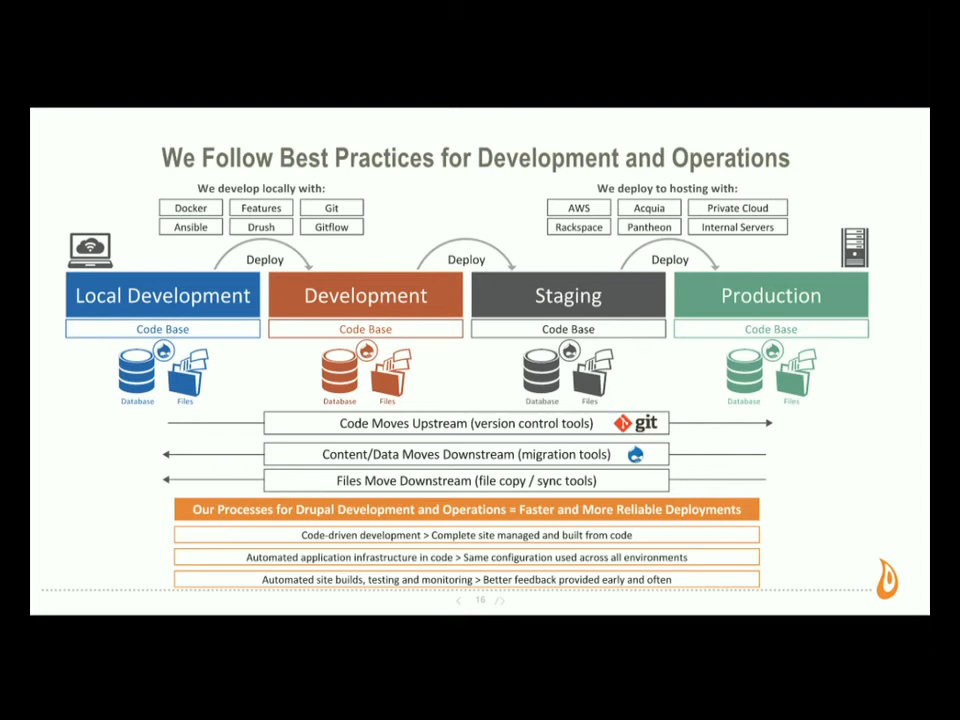 We Follow Best Practices for Development and Operations
We develop locally with:
Docker
Features
Git
Ansible
Drush
Gitflow
We deploy to hosting with:
AWS
Acquia
Private Cloud
Rackspace
Pantheon
Internal Servers
Deploy
Deploy
Deploy
Local Development
Development
Staging
Production
Code Base
Code Base
Code Base
Code Base
Database
Files
Database
Files
Database
Files
Database
Files
Code Moves Upstream (version control tools)
git
Content/Data Moves Downstream (migration tools)
Files Move Downstream (file copy / sync tools)
Our Processes for Drupal Development and Operations = Faster and More Reliable Deployments
Code-driven development > Complete site managed and built from code
Automated application infrastructure in code > Same configuration used across all environments
Automated site builds, testing and monitoring > Better feedback provided early and often
16